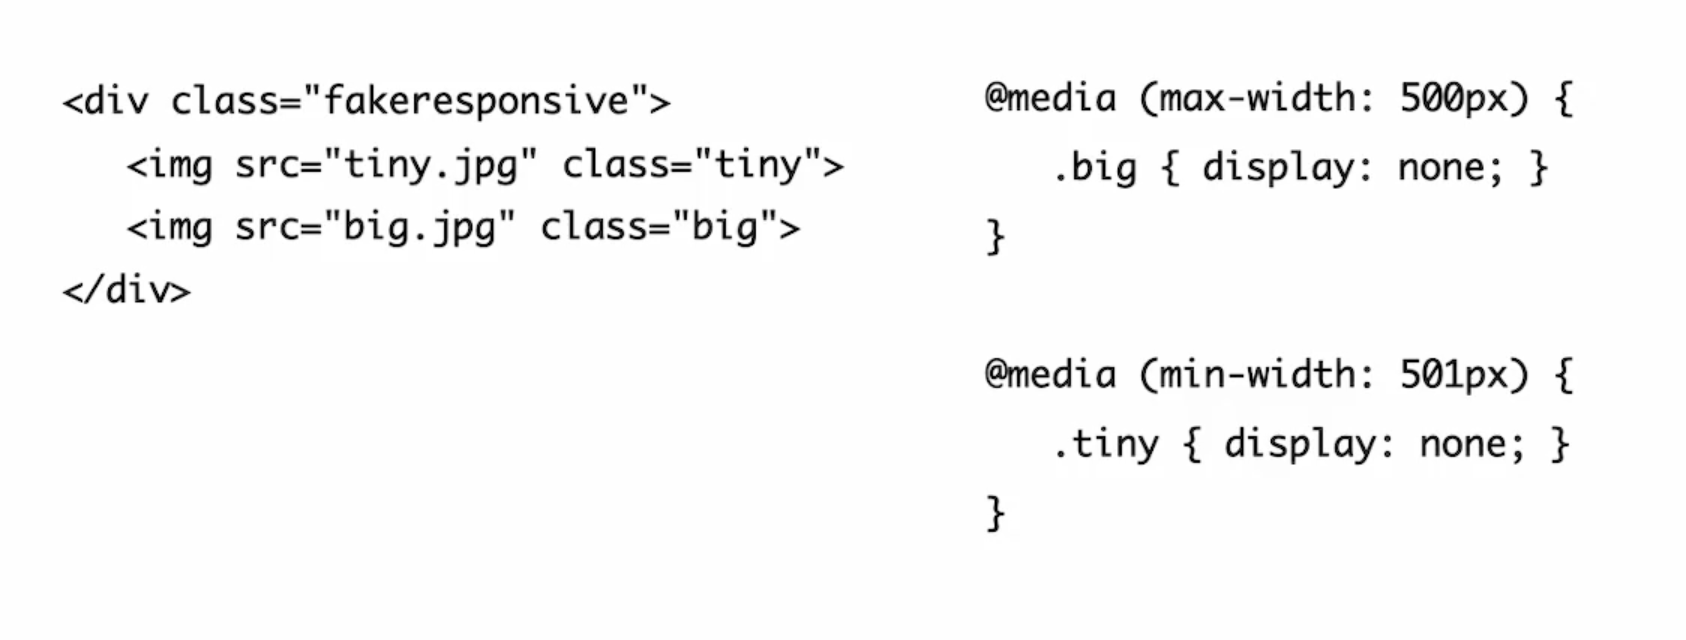 <div class="fakeresponsive">
<img src="tiny.jpg" class="tiny">
<img src="big.jpg" class="big">
</div>
@media (max-width: 500px) {
.big { display: none; }
}
@media (min-width: 501px) {
.tiny { display: none; }
}